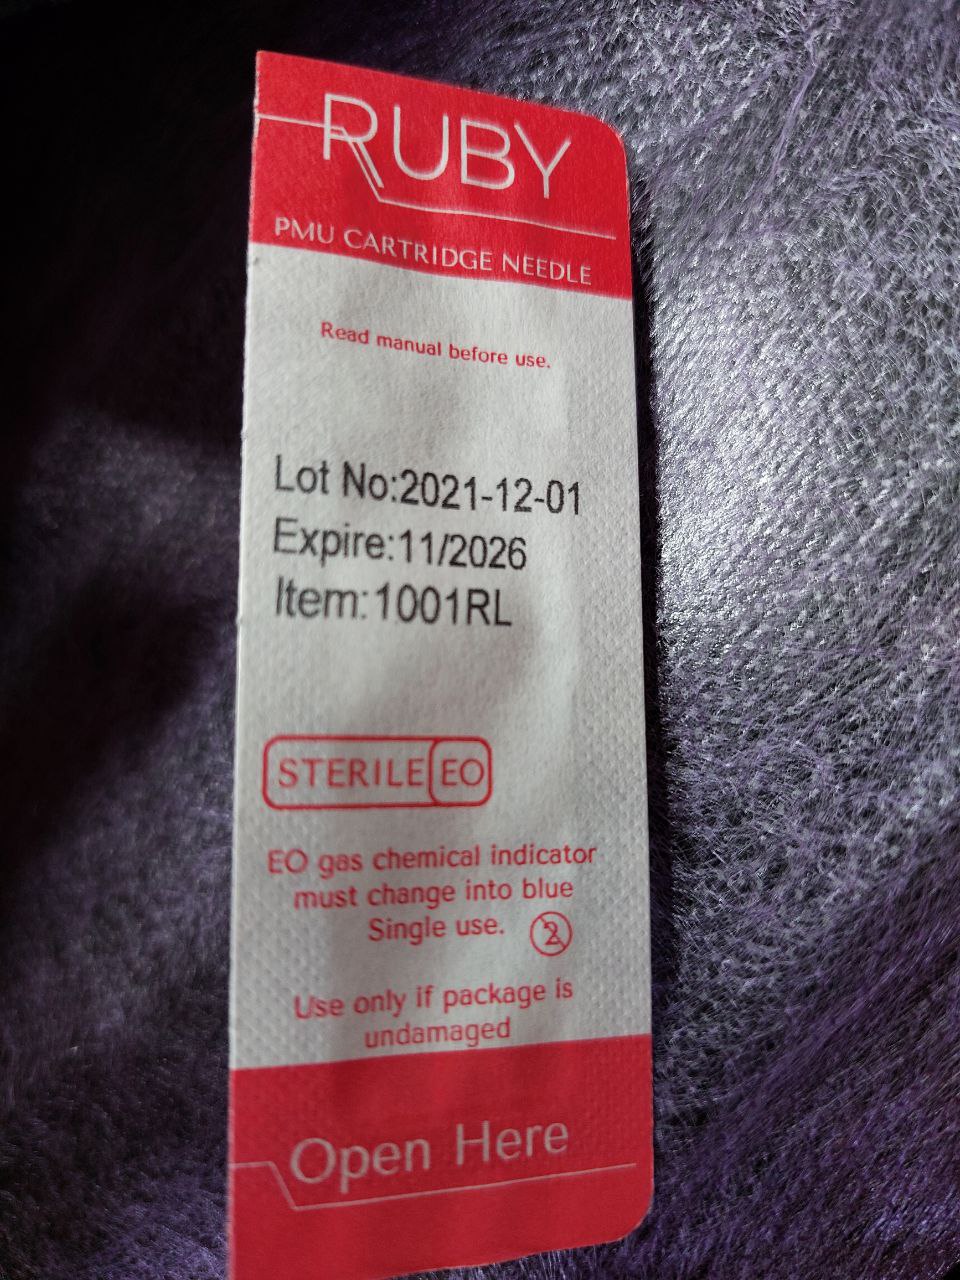 RUBY
PMU CARTRIDGE NEEDLE
Read manual before use.
Lot No:2021-12-01
Expire:11/2026
Item:1001RL
STERILE EO
EO gas chemical indicator
must change into blue
Single use. 2
Use only if package is
undamaged
Open Here